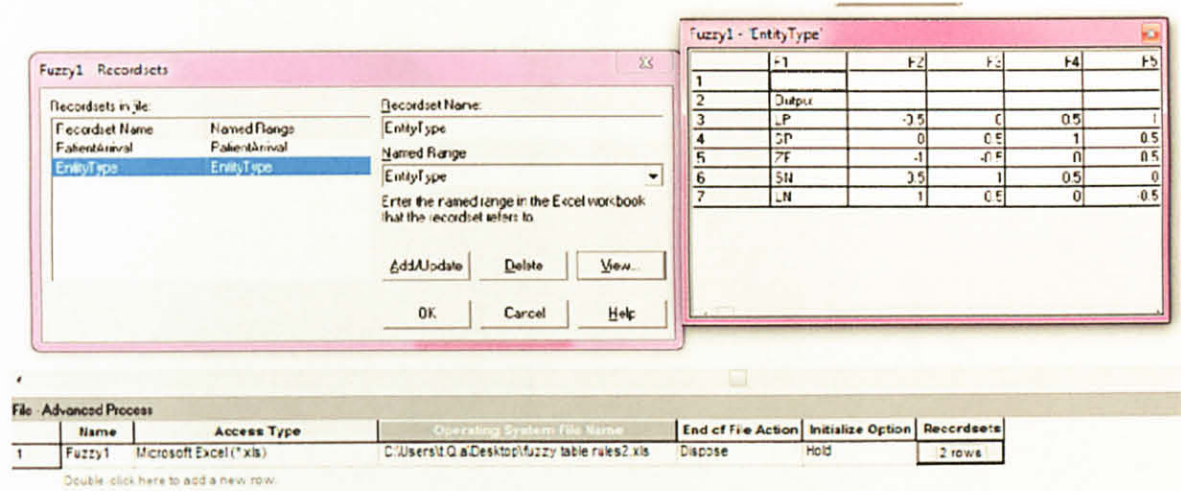 Fuzzy1 - Recordsets
Recordsets in file:
Recordset Name Named Range
PatientArrival PatientArrival
EntityType EntityType
Recordset Name:
EntityType
Named Range
EntityType
Enter the named range in the Excel workbook
that the recordset refers to
Add/Update Delete View...
OK Cancel Help
Fuzzy1 - 'EntityType'
F1 F2 F3 F4 F5
1
2 Output
3 LP -0.5 0 0.5 1
4 SP 0 0.5 1 0.5
5 ZE -1 -0.5 0 0.5
6 SN 0.5 1 0.5 0
7 LN 1 0.5 0 -0.5
File - Advanced Process
Name Access Type Operating System File Name End of File Action Initialize Option Recordsets
1 Fuzzy1 Microsoft Excel (*.xls) C:\Users\t.Q.a\Desktop\fuzzy table rules2.xls Dispose Hold 2 rows
Double-click here to add a new row.